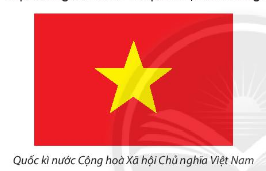 Quốc kì nước Cộng hoà Xã hội Chủ nghĩa Việt Nam